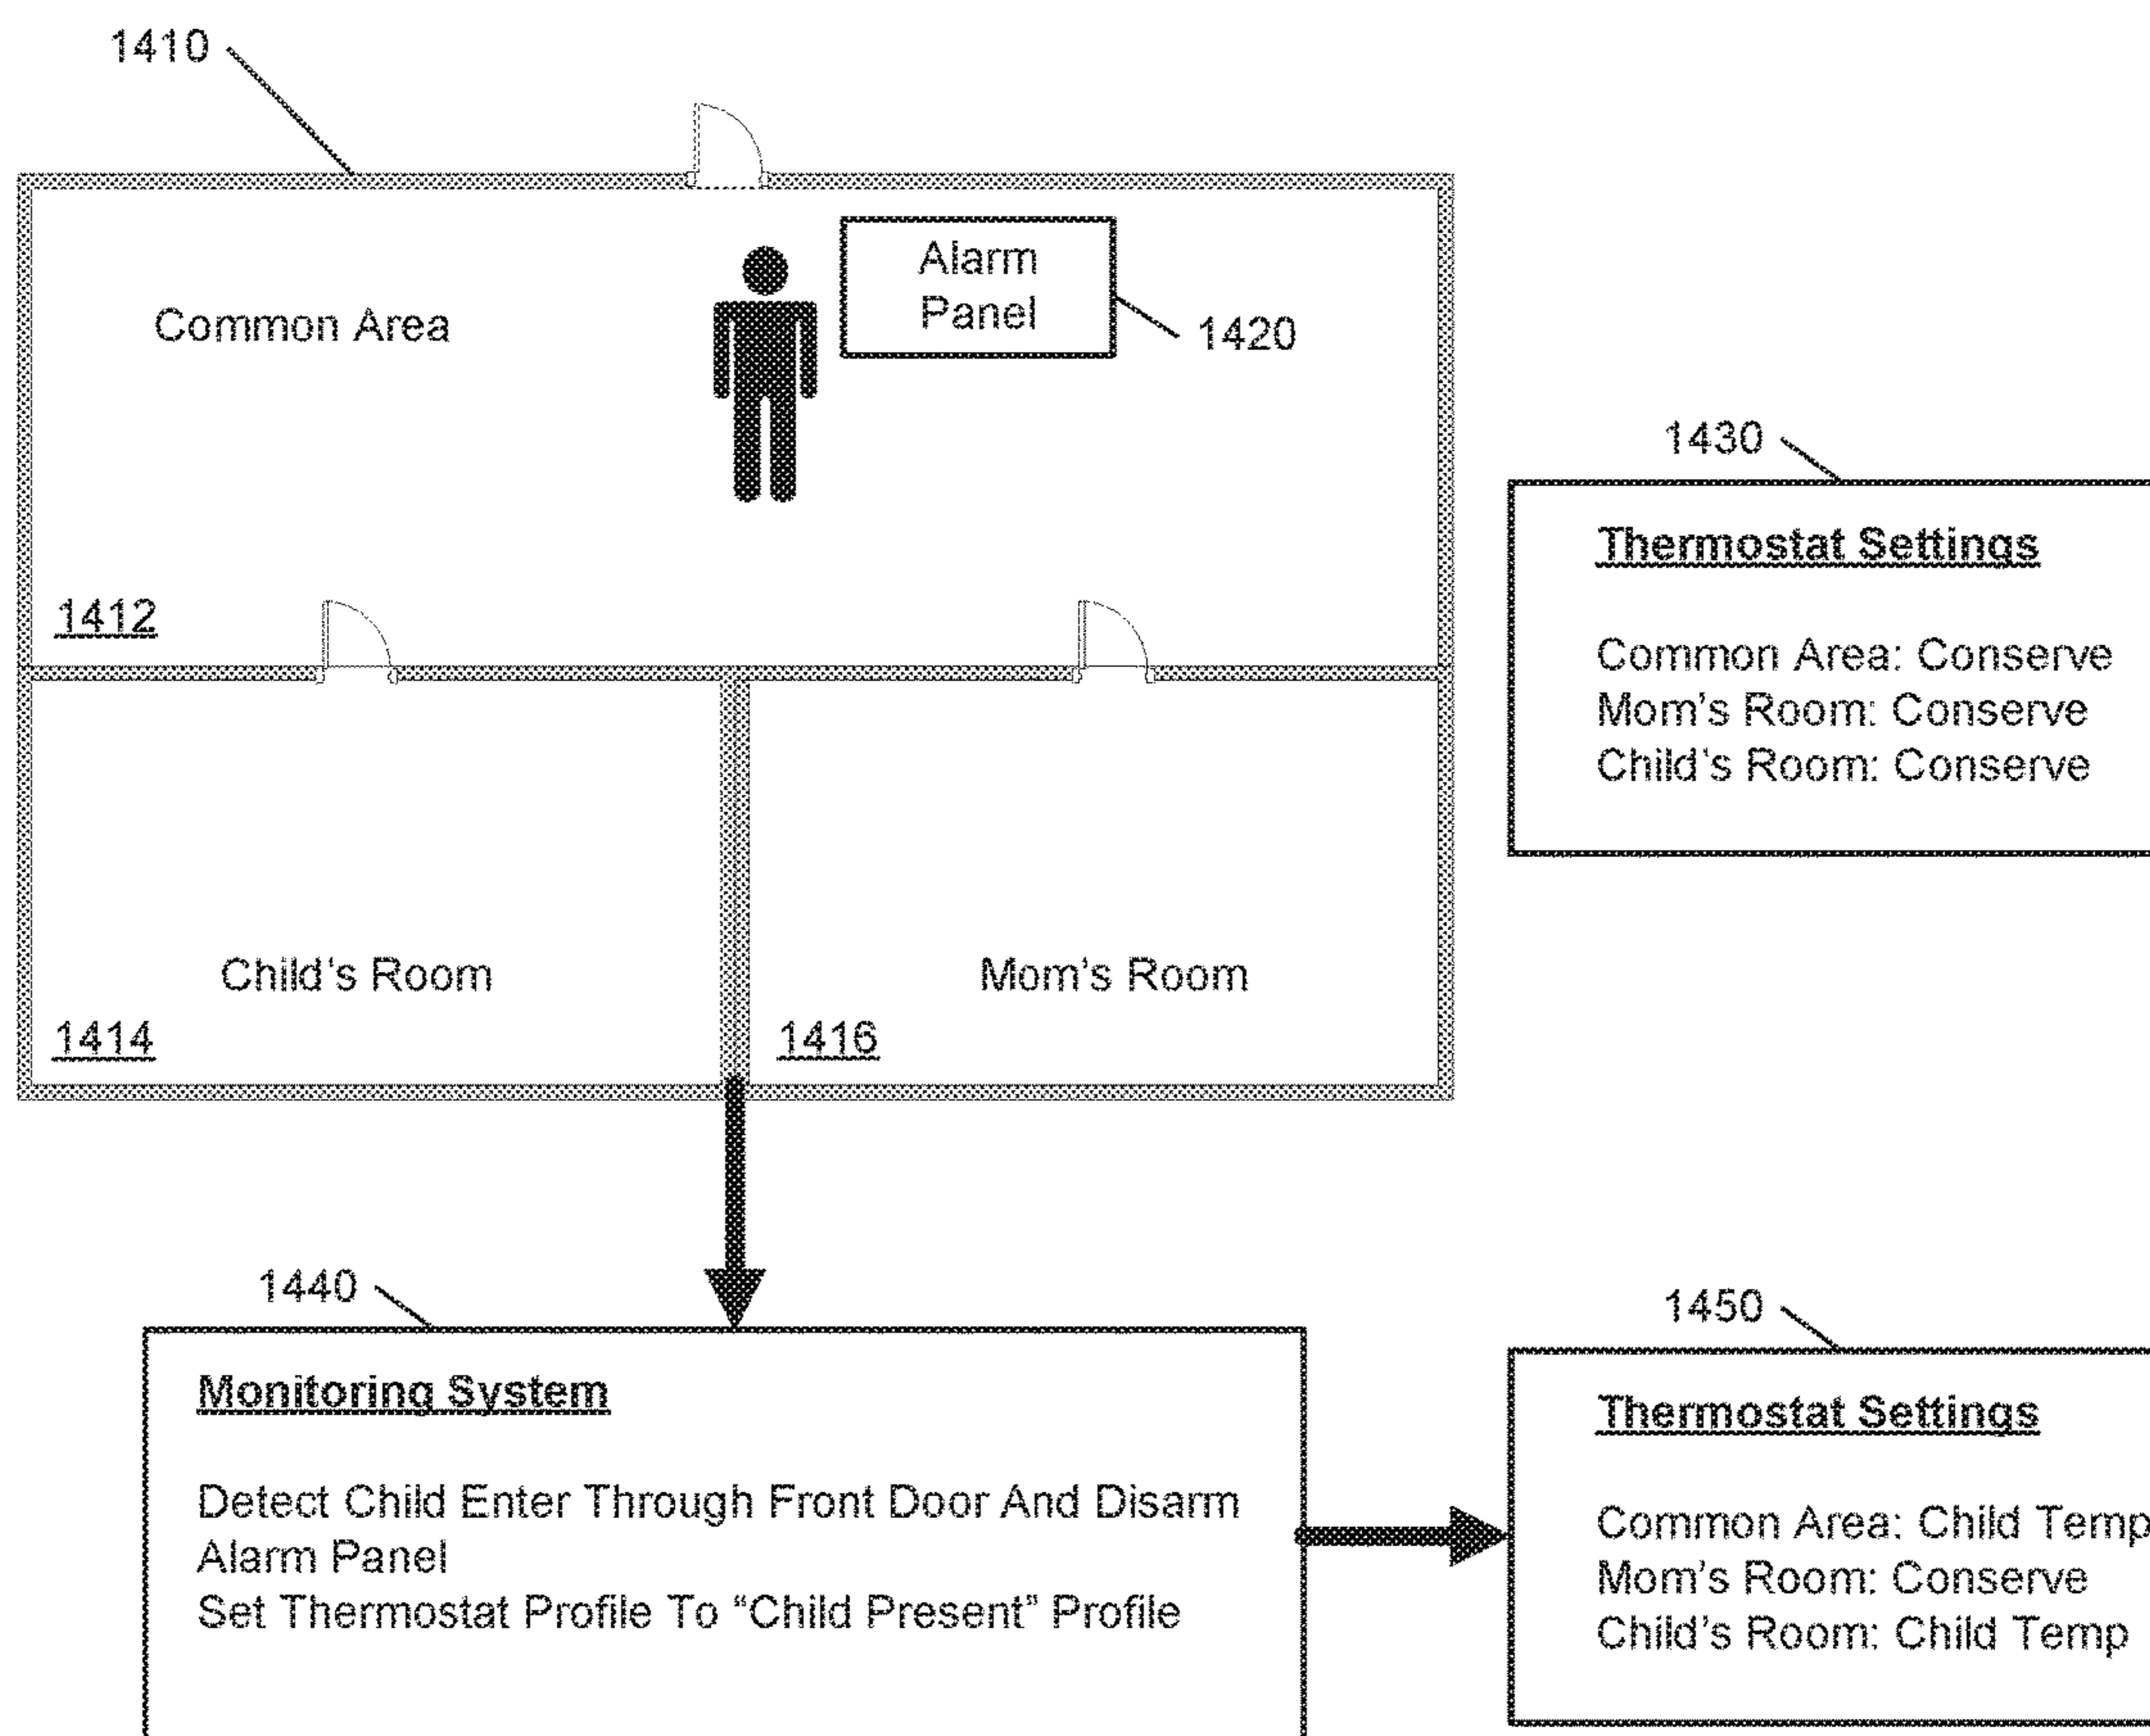 1410
Alarm
Panel
Common Area
1420
1412
Child's Room
Mom's Room
1414
1416
1430
Thermostat Settings
Common Area: Conserve
Mom's Room: Conserve
Child's Room: Conserve
1440
Monitoring System
Detect Child Enter Through Front Door And Disarm
Alarm Panel
Set Thermostat Profile To “Child Present” Profile
1450
Thermostat Settings
Common Area: Child Temp
Mom's Room: Conserve
Child's Room: Child Temp